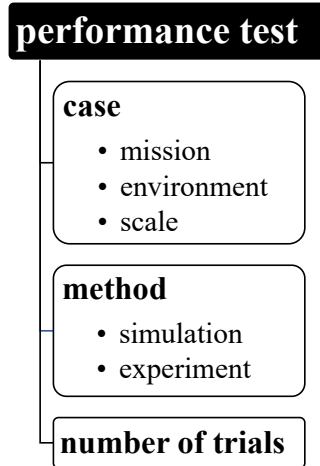 performance test
case
• mission
• environment
• scale
method
• simulation
• experiment
number of trials